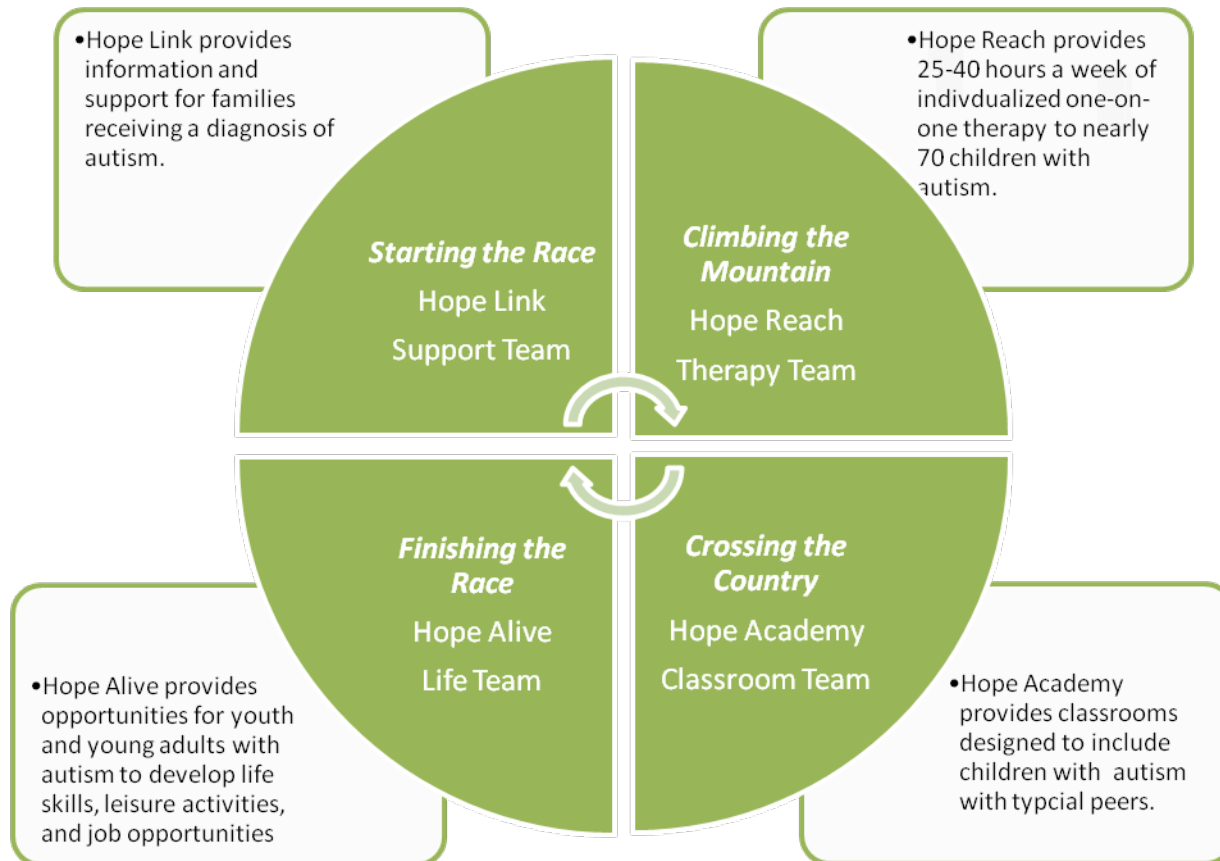 •Hope Link provides
information and
support for families
receiving a diagnosis of
autism.
•Hope Reach provides
25-40 hours a week of
indivdualized one-on-
one therapy to nearly
70 children with
autism.
Starting the Race
Hope Link
Support Team
Climbing the
Mountain
Hope Reach
Therapy Team
Finishing the
Race
Hope Alive
Life Team
Crossing the
Country
Hope Academy
Classroom Team
•Hope Alive provides
opportunities for youth
and young adults with
autism to develop life
skills, leisure activities,
and job opportunities
•Hope Academy
provides classrooms
designed to include
children with  autism
with typcial peers.